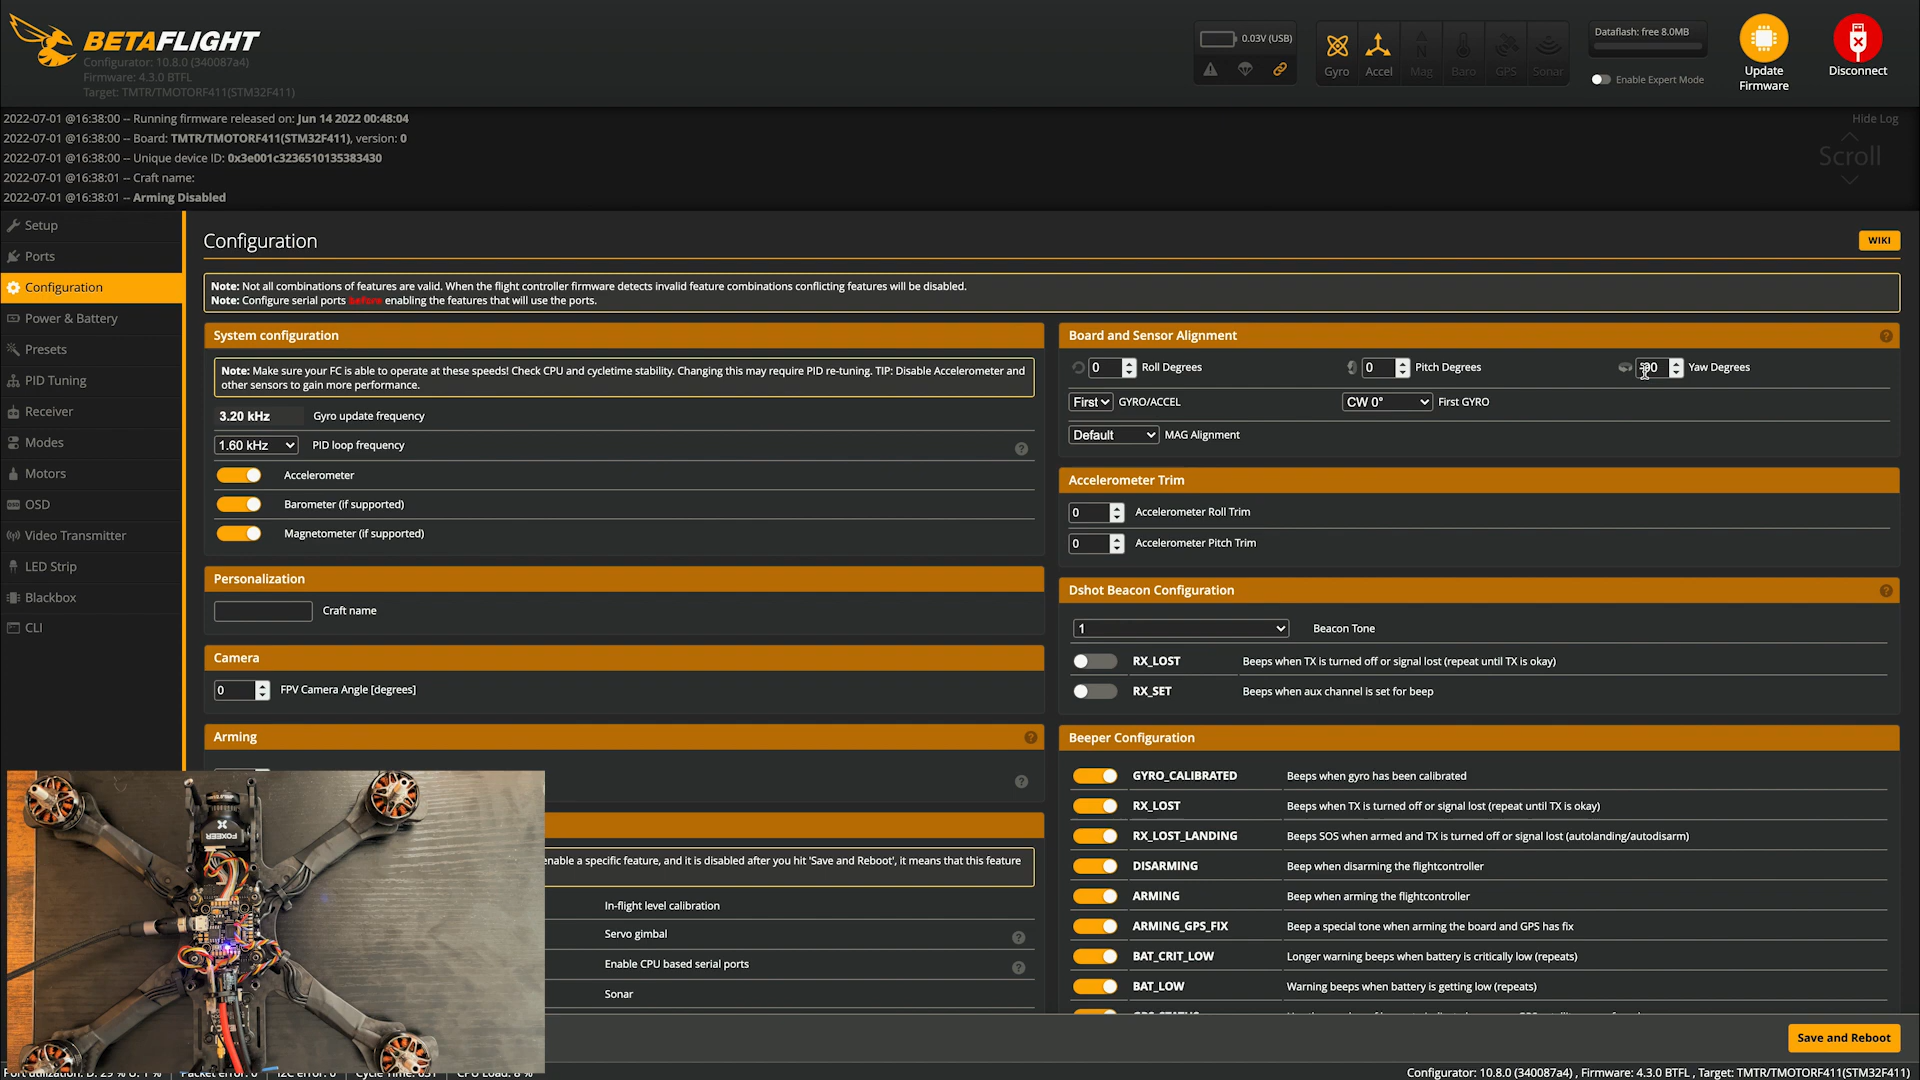 BETAFLIGHT
Configurator: 10.8.0 (340087a4)
Firmware: 4.3.0 BTFL
Target: TMTR/TMOTORF411(STM32F411)
0.03V (USB)
Gyro
Accel
Mag
Baro
GPS
Sonar
Dataflash: free 8.0MB
Enable Expert Mode
Update
Firmware
Disconnect
2022-07-01 @16:38:00 -- Running firmware released on: Jun 14 2022 00:48:04
2022-07-01 @16:38:00 -- Board: TMTR/TMOTORF411(STM32F411), version: 0
2022-07-01 @16:38:00 -- Unique device ID: 0x3e001c3236510135383430
2022-07-01 @16:38:01 -- Craft name:
2022-07-01 @16:38:01 -- Arming Disabled
Hide Log
Scroll
Setup
Ports
Configuration
Power & Battery
Presets
PID Tuning
Receiver
Modes
Motors
OSD
Video Transmitter
LED Strip
Blackbox
CLI
Configuration
WIKI
Note: Not all combinations of features are valid. When the flight controller firmware detects invalid feature combinations conflicting features will be disabled.
Note: Configure serial ports before enabling the features that will use the ports.
System configuration
Note: Make sure your FC is able to operate at these speeds! Check CPU and cycletime stability. Changing this may require PID re-tuning. TIP: Disable Accelerometer and
other sensors to gain more performance.
3.20 kHz Gyro update frequency
1.60 kHz PID loop frequency
Accelerometer
Barometer (if supported)
Magnetometer (if supported)
Personalization
Craft name
Camera
0 FPV Camera Angle [degrees]
Arming
enable a specific feature, and it is disabled after you hit 'Save and Reboot', it means that this feature
In-flight level calibration
Servo gimbal
Enable CPU based serial ports
Sonar
FOXEER
Board and Sensor Alignment
0 Roll Degrees
0 Pitch Degrees
Yaw Degrees
First GYRO/ACCEL
CW 0° First GYRO
Default MAG Alignment
Accelerometer Trim
0 Accelerometer Roll Trim
0 Accelerometer Pitch Trim
Dshot Beacon Configuration
1 Beacon Tone
RX_LOST Beeps when TX is turned off or signal lost (repeat until TX is okay)
RX_SET Beeps when aux channel is set for beep
Beeper Configuration
GYRO_CALIBRATED Beeps when gyro has been calibrated
RX_LOST Beeps when TX is turned off or signal lost (repeat until TX is okay)
RX_LOST_LANDING Beeps SOS when armed and TX is turned off or signal lost (autolanding/autodisarm)
DISARMING Beep when disarming the flightcontroller
ARMING Beep when arming the flightcontroller
ARMING_GPS_FIX Beep a special tone when arming the board and GPS has fix
BAT_CRIT_LOW Longer warning beeps when battery is critically low (repeats)
BAT_LOW Warning beeps when battery is getting low (repeats)
Save and Reboot
Configurator: 10.8.0 (340087a4) , Firmware: 4.3.0 BTFL , Target: TMTR/TMOTORF411(STM32F411)